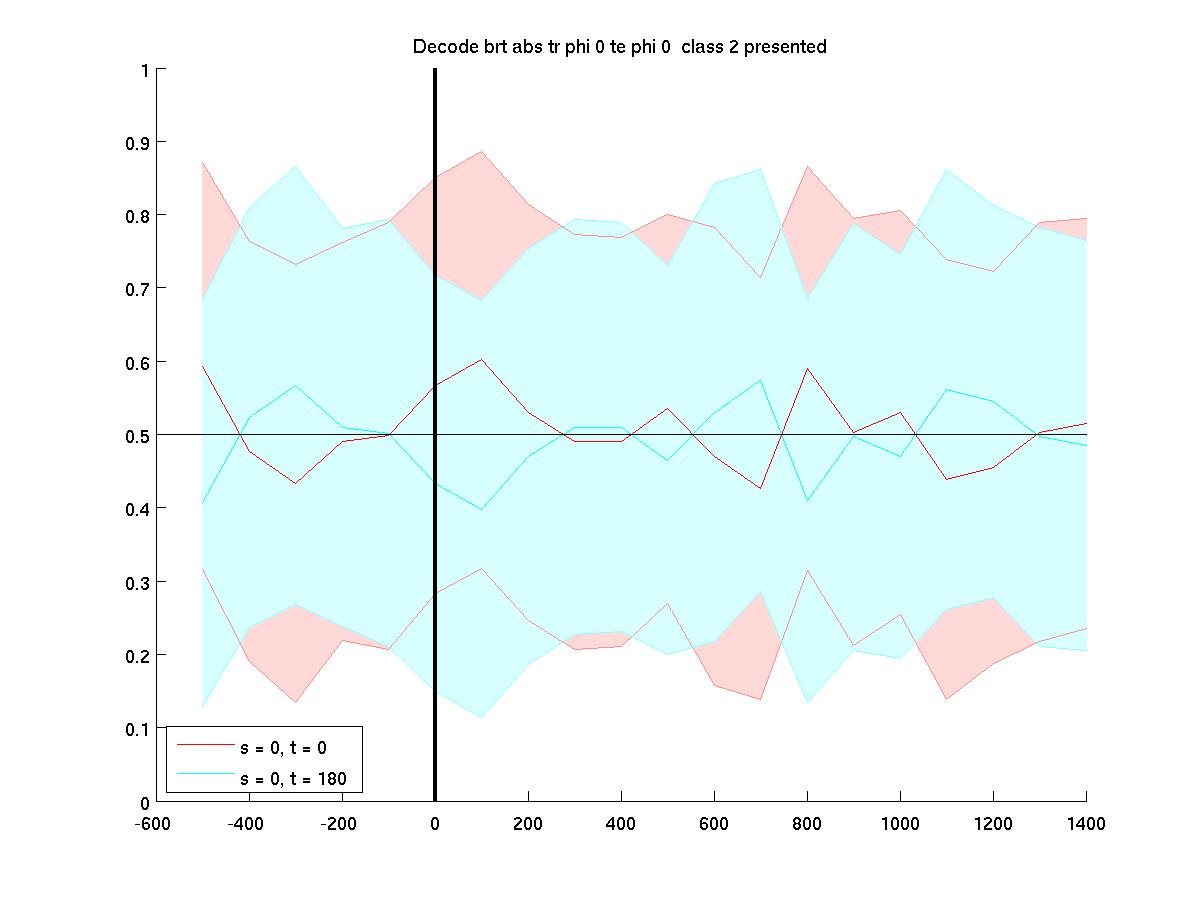 Decode brt abs tr phi 0 te phi 0  class 2 presented
1
0.9
0.8
0.7
0.6
0.5
0.4
0.3
0.2
0.1
0
s = 0, t = 0
s = 0, t = 180
-600 -400 -200 0 200 400 600 800 1000 1200 1400